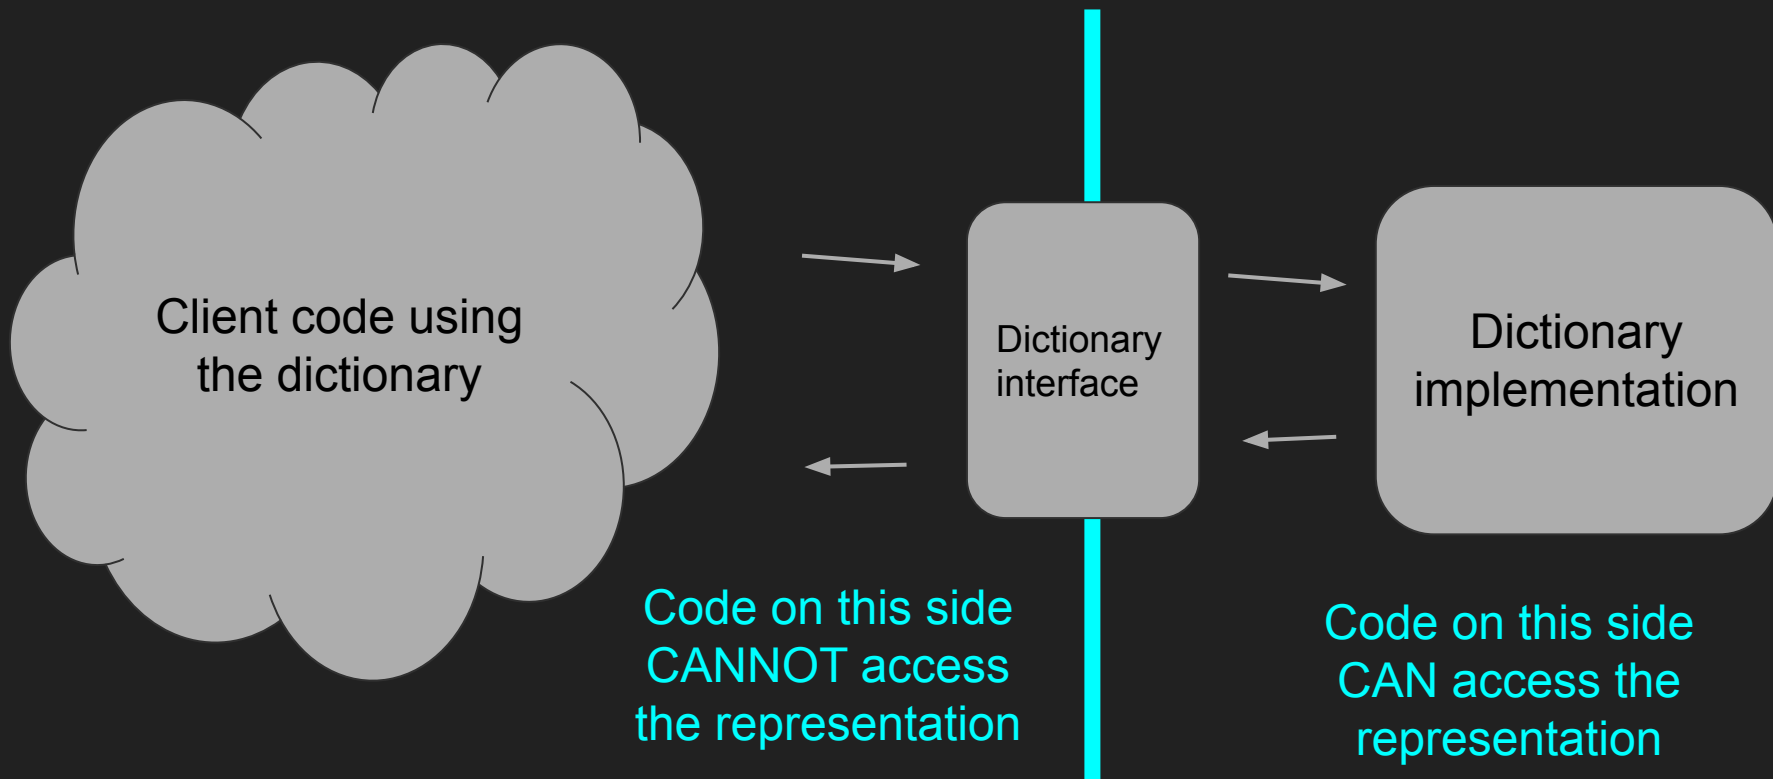 Client code using
the dictionary
Dictionary
interface
Dictionary
implementation
Code on this side
CANNOT access
the representation
Code on this side
CAN access the
representation